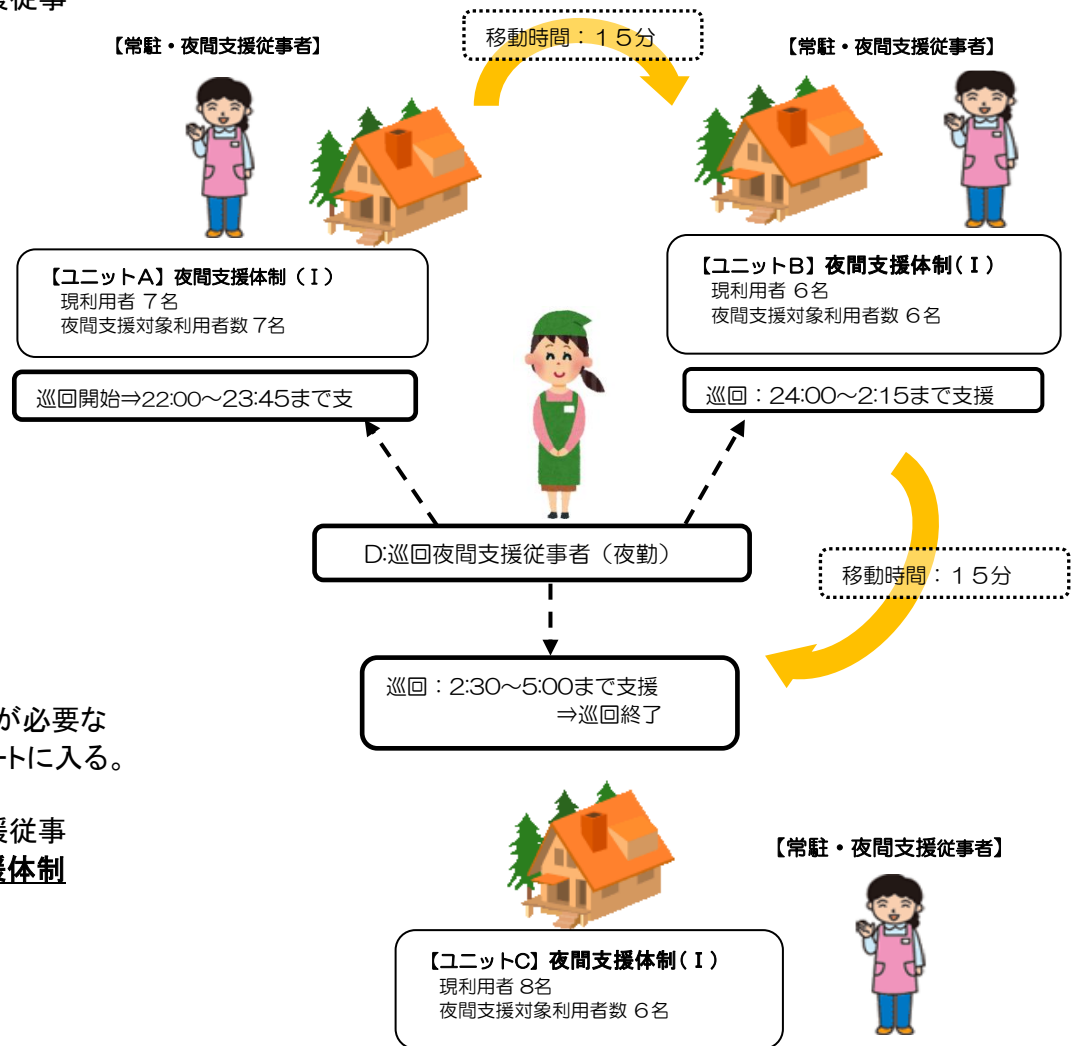 援従事
【常駐・夜間支援従事者】
移動時間：１５分
【常駐・夜間支援従事者】
【ユニットA】夜間支援体制（Ⅰ）
現利用者 7名
夜間支援対象利用者数 7名
【ユニットB】夜間支援体制(Ⅰ)
現利用者 6名
夜間支援対象利用者数 6名
巡回開始⇒22:00～23:45まで支
巡回：24:00～2:15まで支援
D:巡回夜間支援従事者（夜勤）
移動時間：１５分
巡回：2:30～5:00まで支援
⇒巡回終了
が必要な
ートに入る。
援従事
援体制
【常駐・夜間支援従事者】
【ユニットC】夜間支援体制(Ⅰ)
現利用者 8名
夜間支援対象利用者数 6名